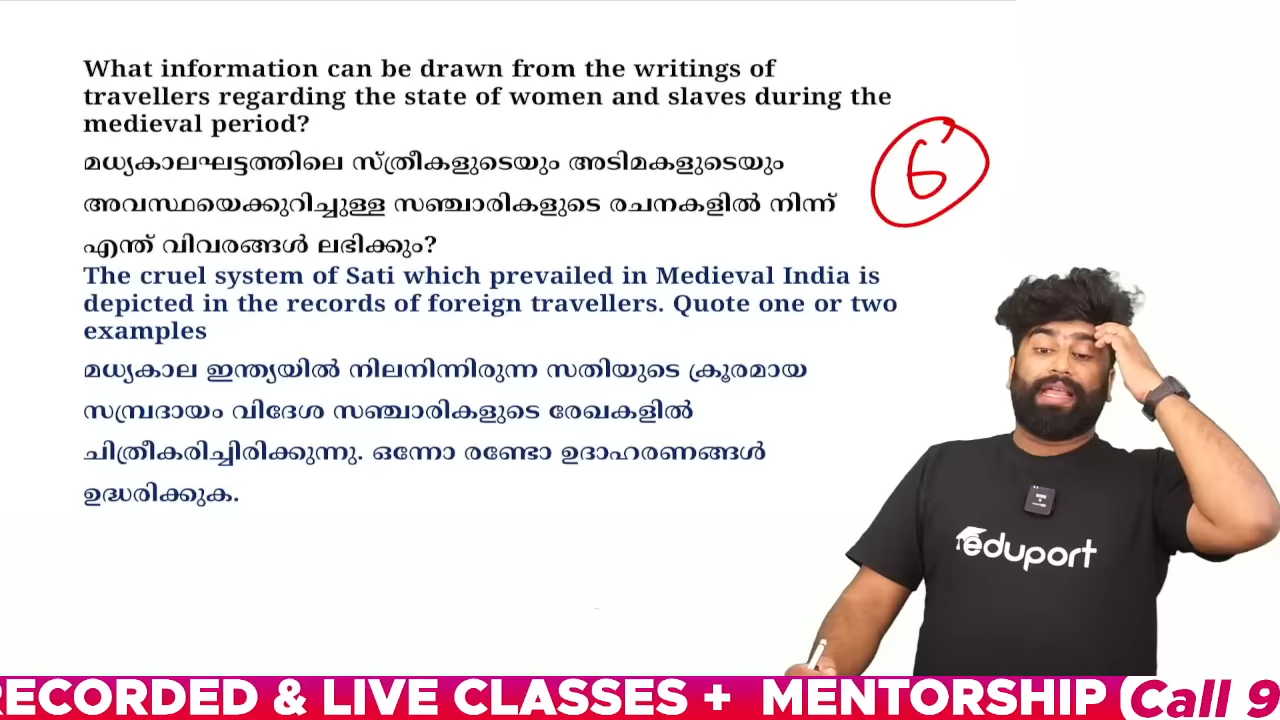 What information can be drawn from the writings of
travellers regarding the state of women and slaves during the
medieval period?
മധ്യകാലഘട്ടത്തിലെ സ്ത്രീകളുടെയും അടിമകളുടെയും
അവസ്ഥയെക്കുറിച്ചുള്ള സഞ്ചാരികളുടെ രചനകളിൽ നിന്ന്
എന്ത് വിവരങ്ങൾ ലഭിക്കും?
6
The cruel system of Sati which prevailed in Medieval India is
depicted in the records of foreign travellers. Quote one or two
examples
മധ്യകാല ഇന്ത്യയിൽ നിലനിന്നിരുന്ന സതിയുടെ ക്രൂരമായ
സമ്പ്രദായം വിദേശ സഞ്ചാരികളുടെ രേഖകളിൽ
ചിത്രീകരിച്ചിരിക്കുന്നു. ഒന്നോ രണ്ടോ ഉദാഹരണങ്ങൾ
ഉദ്ധരിക്കുക.
eduport
RECORDED & LIVE CLASSES + MENTORSHIP (Call 9